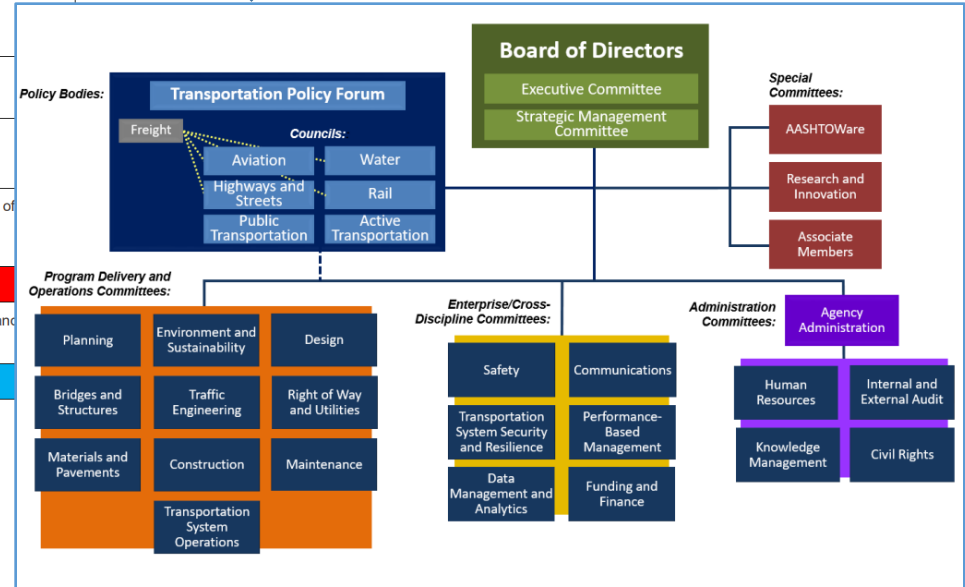 Board of Directors
Executive Committee
Strategic Management
Committee
Policy Bodies:
Transportation Policy Forum
Freight
Councils:
Aviation
Water
Highways and
Streets
Rail
Public
Transportation
Active
Transportation
Special
Committees:
AASHTOWare
Research and
Innovation
Associate
Members
of
Program Delivery and
Operations Committees:
Planning
Environment and
Sustainability
Design
Bridges and
Structures
Traffic
Engineering
Right of Way
and Utilities
Materials and
Pavements
Construction
Maintenance
Transportation
System
Operations
Enterprise/Cross-
Discipline Committees:
Safety
Communications
Transportation
System Security
and Resilience
Performance-
Based
Management
Data
Management and
Analytics
Funding and
Finance
Administration
Committees:
Agency
Administration
Human
Resources
Internal and
External Audit
Knowledge
Management
Civil Rights